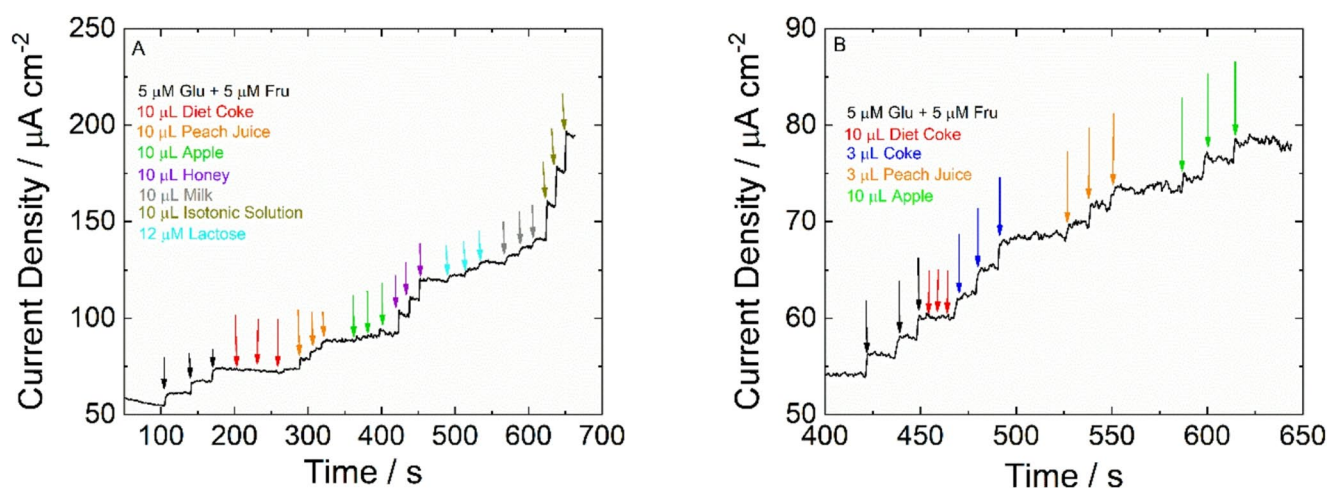 A
5 μM Glu + 5 μM Fru
10 μL Diet Coke
10 μL Peach Juice
10 μL Apple
10 μL Honey
10 μL Milk
10 μL Isotonic Solution
12 μM Lactose
250
200
150
100
50
100 200 300 400 500 600 700
Time / s
Current Density / μA cm⁻²
B
5 μM Glu + 5 μM Fru
10 μL Diet Coke
3 μL Coke
3 μL Peach Juice
10 μL Apple
90
80
70
60
50
400 450 500 550 600 650
Time / s
Current Density / μA cm⁻²